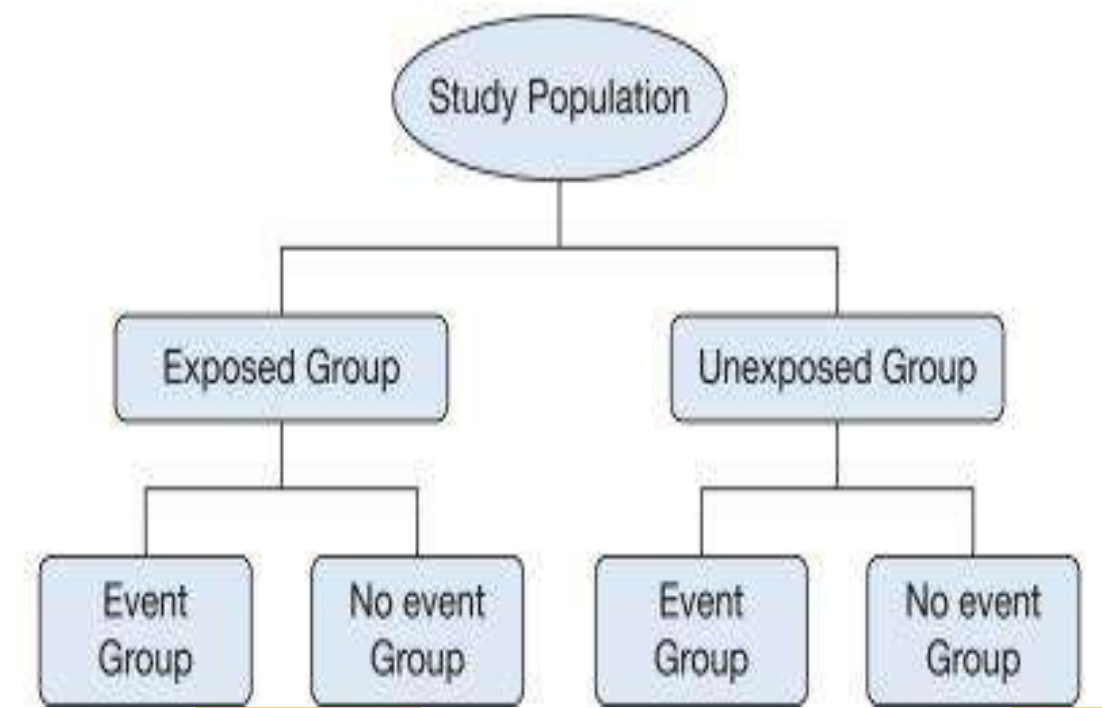 Study Population
Exposed Group
Unexposed Group
Event
Group
No event
Group
Event
Group
No event
Group